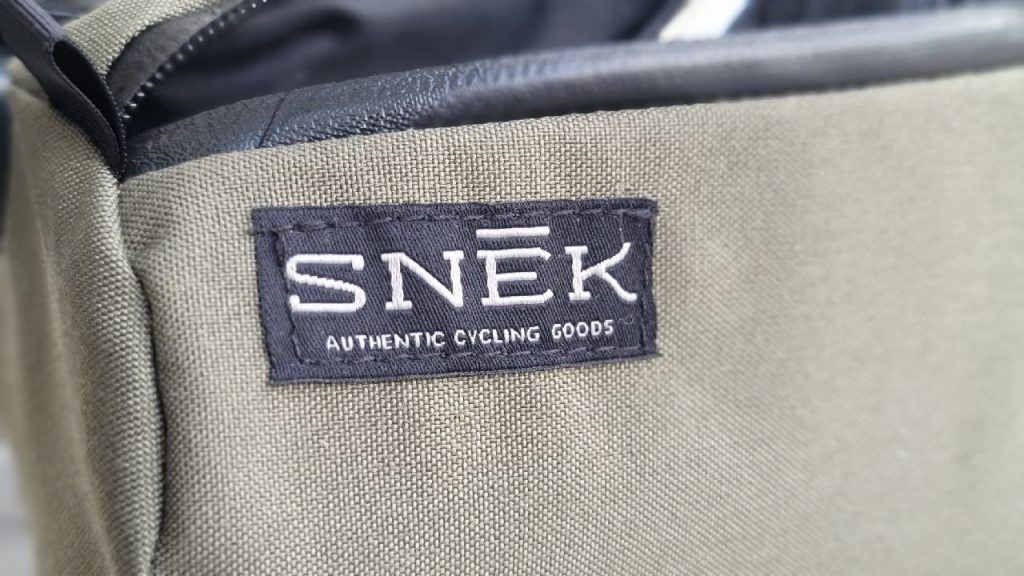 SNĒK
AUTHENTIC CYCLING GOODS